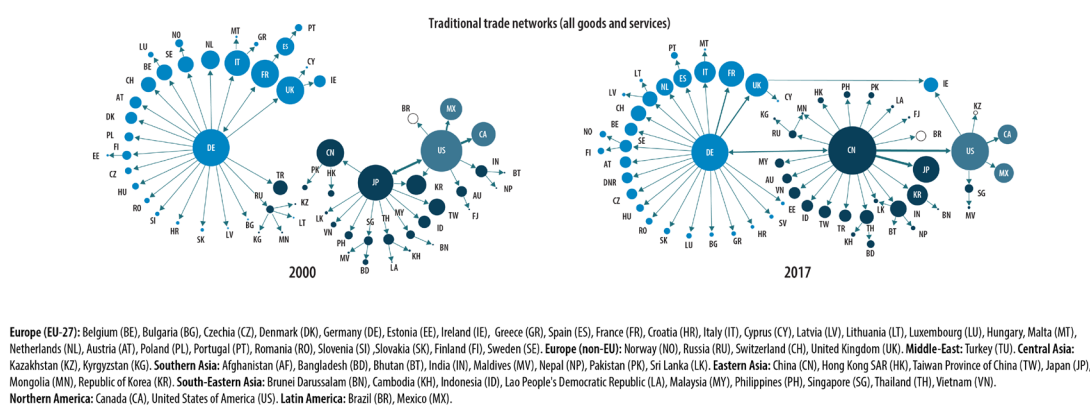 Traditional trade networks (all goods and services)
NO
LU
SE
BE
NL
MT
GR
IT
FR
ES
PT
CY
UK
IE
CH
AT
DK
PL
EE
FI
CZ
HU
RO
SI
HR
SK
LV
BG
DE
TR
RU
KZ
LT
MN
KG
BR
MX
CA
US
CN
PK
HK
JP
KR
IN
BT
NP
AU
FJ
TW
ID
LK
VN
PH
SG
MV
BD
TH
LA
MY
KH
BN
2000
PT
MT
LT
LV
NL
ES
IT
FR
UK
CY
CH
BE
NO
SE
FI
AT
DNR
CZ
HU
RO
SK
LU
BG
GR
HR
SV
DE
KG
MN
RU
HK
PH
PK
LA
FJ
BR
IE
KZ
CA
US
MX
SG
MV
CN
JP
KR
MY
AU
VN
EE
ID
TW
TR
KH
TH
BD
LK
BT
IN
NP
BN
2017
Europe (EU-27): Belgium (BE), Bulgaria (BG), Czechia (CZ), Denmark (DK), Germany (DE), Estonia (EE), Ireland (IE), Greece (GR), Spain (ES), France (FR), Croatia (HR), Italy (IT), Cyprus (CY), Latvia (LV), Lithuania (LT), Luxembourg (LU), Hungary, Malta (MT),
Netherlands (NL), Austria (AT), Poland (PL), Portugal (PT), Romania (RO), Slovenia (SI) ,Slovakia (SK), Finland (FI), Sweden (SE). Europe (non-EU): Norway (NO), Russia (RU), Switzerland (CH), United Kingdom (UK). Middle-East: Turkey (TU). Central Asia:
Kazakhstan (KZ), Kyrgyzstan (KG). Southern Asia: Afghanistan (AF), Bangladesh (BD), Bhutan (BT), India (IN), Maldives (MV), Nepal (NP), Pakistan (PK), Sri Lanka (LK). Eastern Asia: China (CN), Hong Kong SAR (HK), Taiwan Province of China (TW), Japan (JP),
Mongolia (MN), Republic of Korea (KR). South-Eastern Asia: Brunei Darussalam (BN), Cambodia (KH), Indonesia (ID), Lao People's Democratic Republic (LA), Malaysia (MY), Philippines (PH), Singapore (SG),Thailand (TH), Vietnam (VN).
Northern America: Canada (CA), United States of America (US). Latin America: Brazil (BR), Mexico (MX).